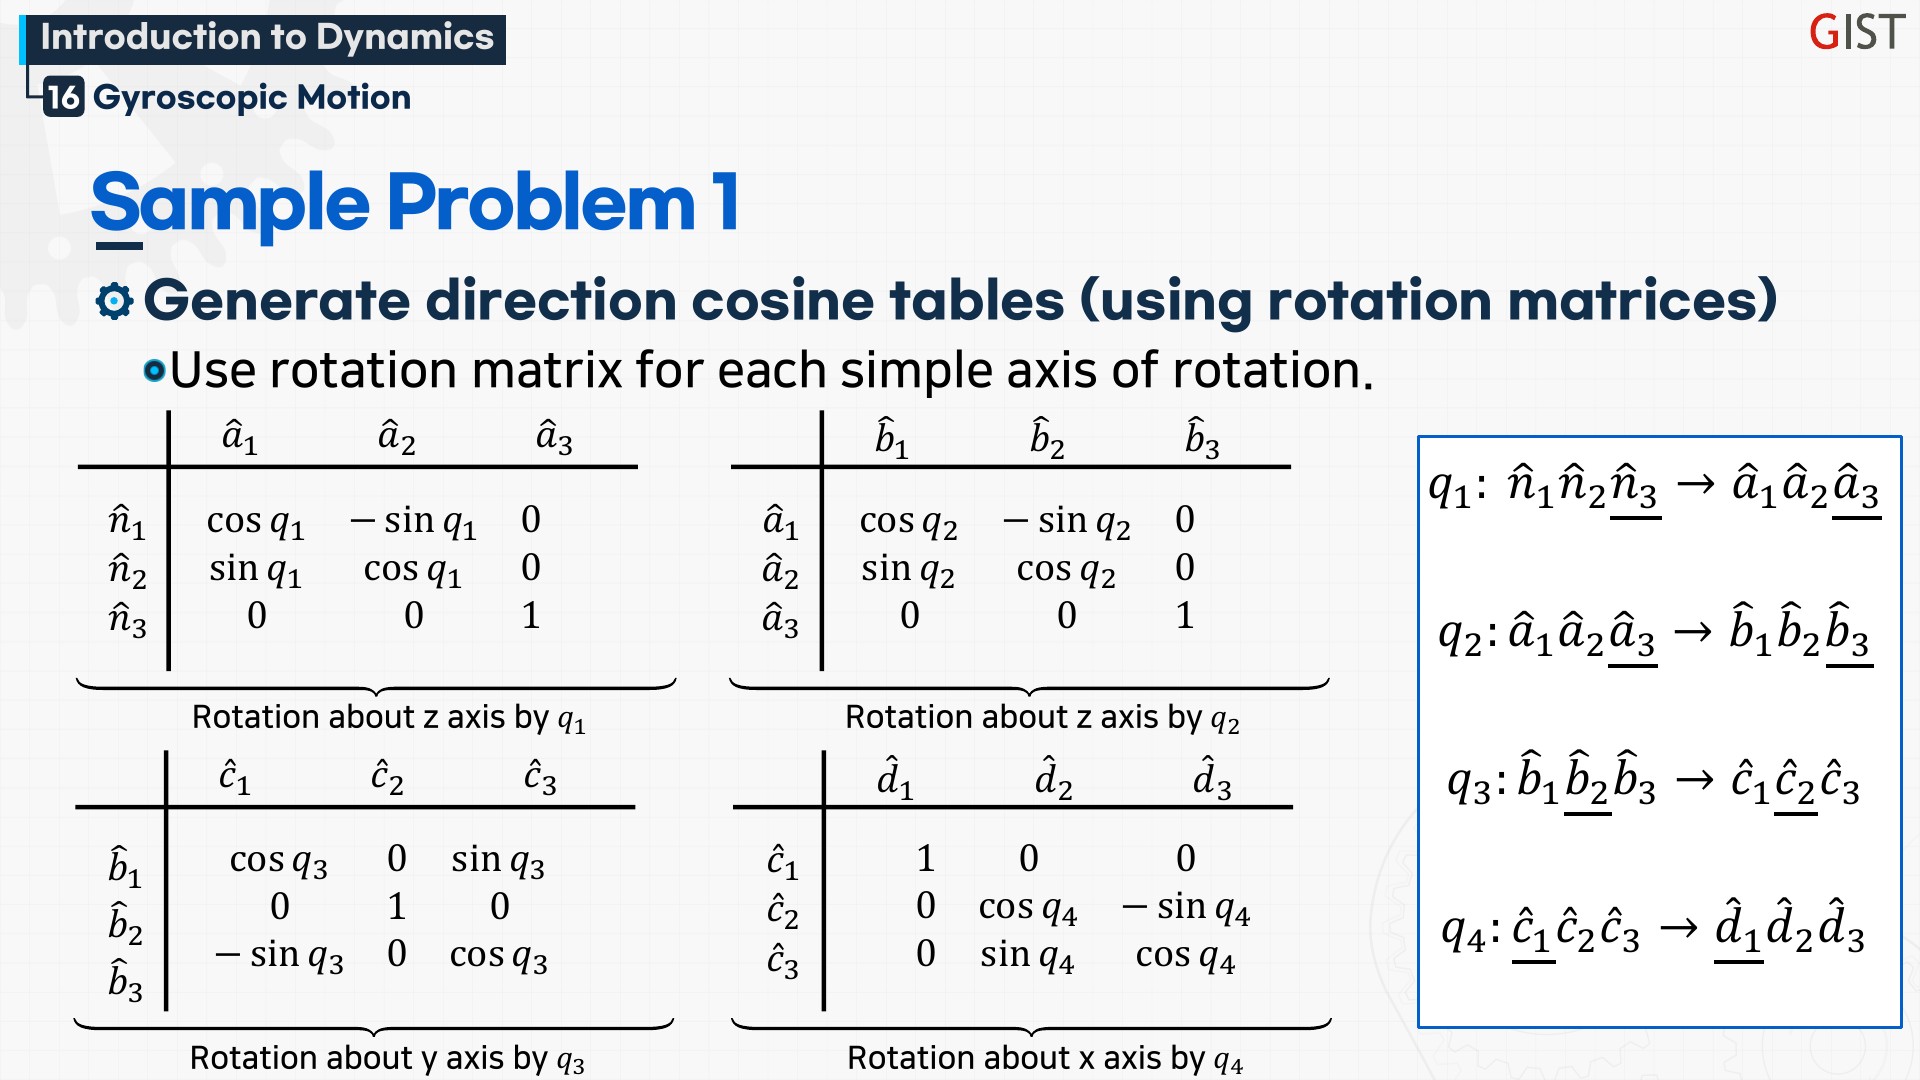 Introduction to Dynamics
GIST
16 Gyroscopic Motion
Sample Problem 1
Generate direction cosine tables (using rotation matrices)
Use rotation matrix for each simple axis of rotation.
â₁ â₂ â₃
n̂₁ cos q₁ − sin q₁ 0
n̂₂ sin q₁ cos q₁ 0
n̂₃ 0 0 1
Rotation about z axis by q₁
b̂₁ b̂₂ b̂₃
â₁ cos q₂ − sin q₂ 0
â₂ sin q₂ cos q₂ 0
â₃ 0 0 1
Rotation about z axis by q₂
ĉ₁ ĉ₂ ĉ₃
b̂₁ cos q₃ 0 sin q₃
b̂₂ 0 1 0
b̂₃ − sin q₃ 0 cos q₃
Rotation about y axis by q₃
d̂₁ d̂₂ d̂₃
ĉ₁ 1 0 0
ĉ₂ 0 cos q₄ − sin q₄
ĉ₃ 0 sin q₄ cos q₄
Rotation about x axis by q₄
q₁: n̂₁n̂₂n̂₃ → â₁â₂â₃
q₂: â₁â₂â₃ → b̂₁b̂₂b̂₃
q₃: b̂₁b̂₂b̂₃ → ĉ₁ĉ₂ĉ₃
q₄: ĉ₁ĉ₂ĉ₃ → d̂₁d̂₂d̂₃